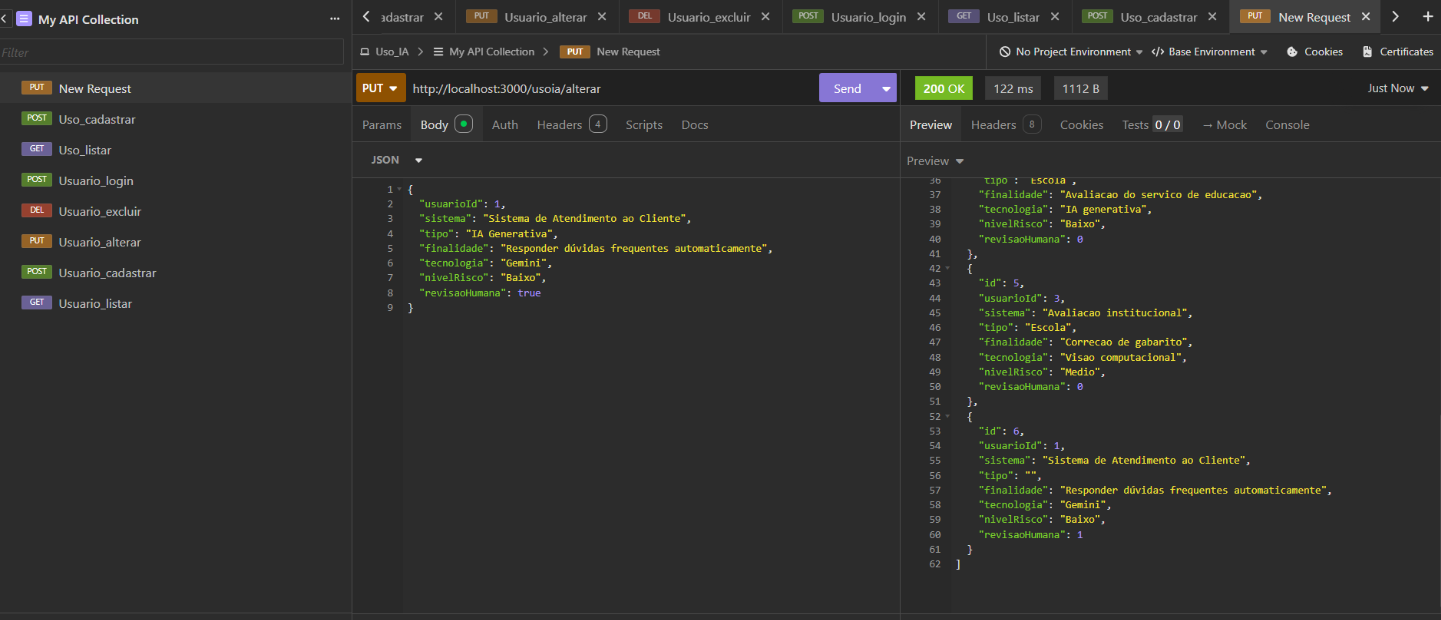 My API Collection
Filter
PUT New Request
POST Uso_cadastrar
GET Uso_listar
POST Usuario_login
DEL Usuario_excluir
PUT Usuario_alterar
POST Usuario_cadastrar
GET Usuario_listar
adastrar PUT Usuario_alterar DEL Usuario_excluir POST Usuario_login GET Uso_listar POST Uso_cadastrar PUT New Request
Uso_IA My API Collection PUT New Request
No Project Environment Base Environment Cookies Certificates
PUT http://localhost:3000/usoia/alterar Send
Params Body Auth Headers 4 Scripts Docs
JSON
1 {
2 "usuarioId": 1,
3 "sistema": "Sistema de Atendimento ao Cliente",
4 "tipo": "IA Generativa",
5 "finalidade": "Responder dúvidas frequentes automaticamente",
6 "tecnologia": "Gemini",
7 "nivelRisco": "Baixo",
8 "revisaoHumana": true
9 }
200 OK 122 ms 1112 B Just Now
Preview Headers 8 Cookies Tests 0 / 0 → Mock Console
Preview
36 "tipo": "Escola",
37 "finalidade": "Avaliacao do servico de educacao",
38 "tecnologia": "IA generativa",
39 "nivelRisco": "Baixo",
40 "revisaoHumana": 0
41 },
42 {
43 "id": 5,
44 "usuarioId": 3,
45 "sistema": "Avaliacao institucional",
46 "tipo": "Escola",
47 "finalidade": "Correcao de gabarito",
48 "tecnologia": "Visao computacional",
49 "nivelRisco": "Medio",
50 "revisaoHumana": 0
51 },
52 {
53 "id": 6,
54 "usuarioId": 1,
55 "sistema": "Sistema de Atendimento ao Cliente",
56 "tipo": "",
57 "finalidade": "Responder dúvidas frequentes automaticamente",
58 "tecnologia": "Gemini",
59 "nivelRisco": "Baixo",
60 "revisaoHumana": 1
61 }
62 ]